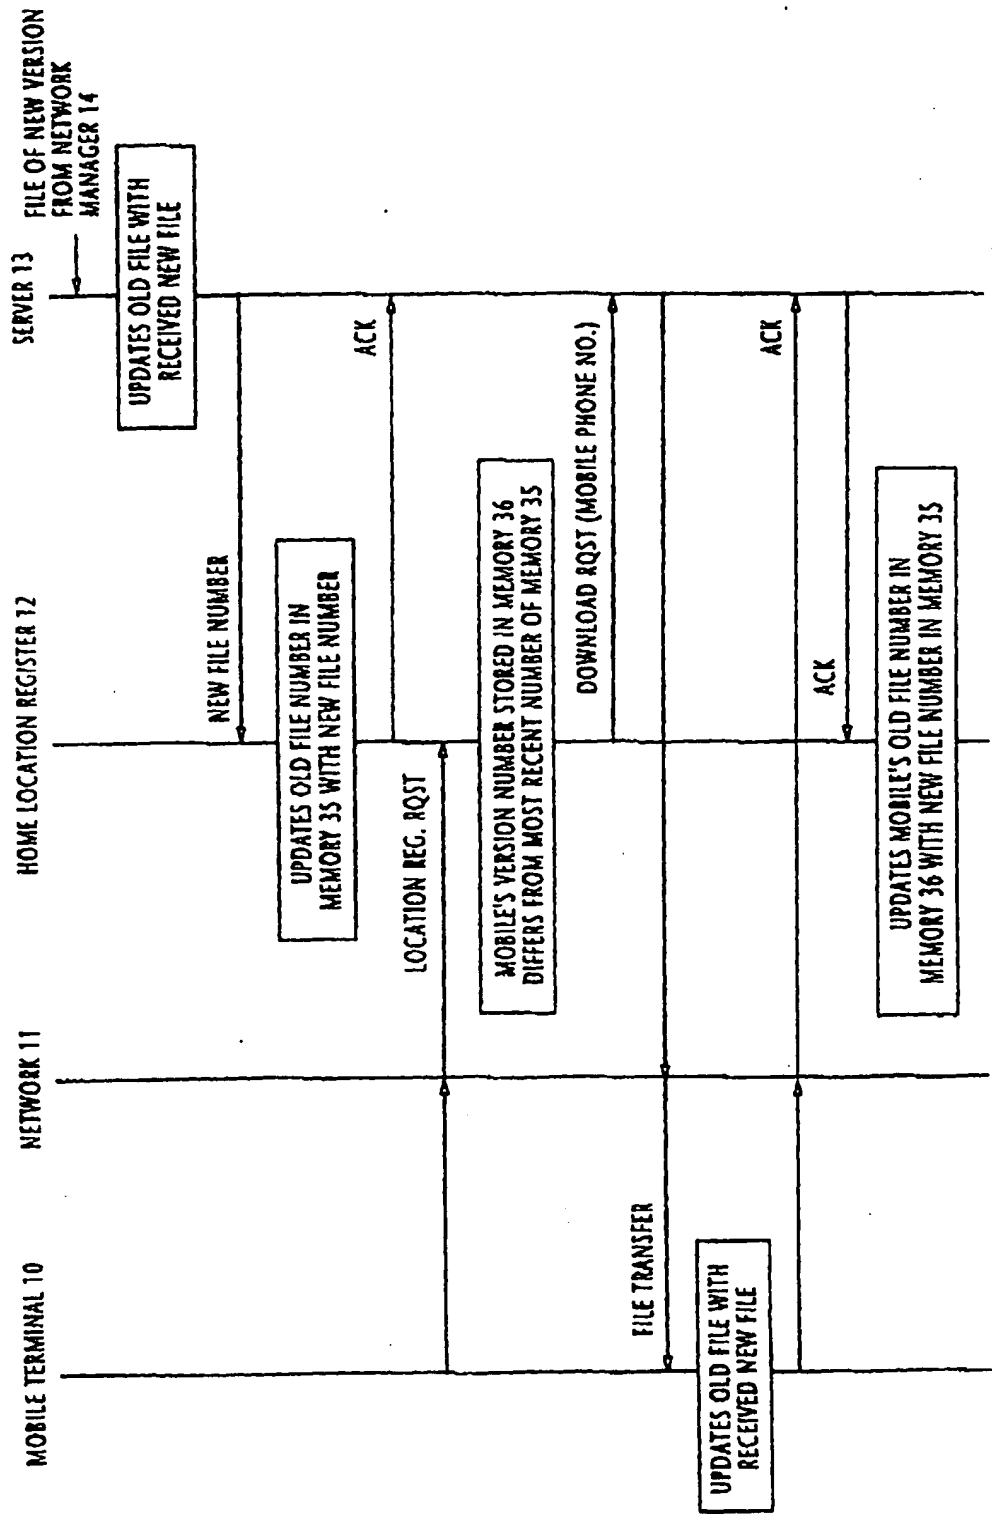 MOBILE TERMINAL 10
NETWORK 11
HOME LOCATION REGISTER 12
SERVER 13
FILE OF NEW VERSION
FROM NETWORK
MANAGER 14
UPDATES OLD FILE WITH
RECEIVED NEW FILE
NEW FILE NUMBER
UPDATES OLD FILE NUMBER IN
MEMORY 35 WITH NEW FILE NUMBER
ACK
LOCATION REG. RQST
MOBILE'S VERSION NUMBER STORED IN MEMORY 36
DIFFERS FROM MOST RECENT NUMBER OF MEMORY 35
DOWNLOAD RQST (MOBILE PHONE NO.)
FILE TRANSFER
UPDATES OLD FILE WITH
RECEIVED NEW FILE
ACK
ACK
UPDATES MOBILE'S OLD FILE NUMBER IN
MEMORY 36 WITH NEW FILE NUMBER IN MEMORY 35